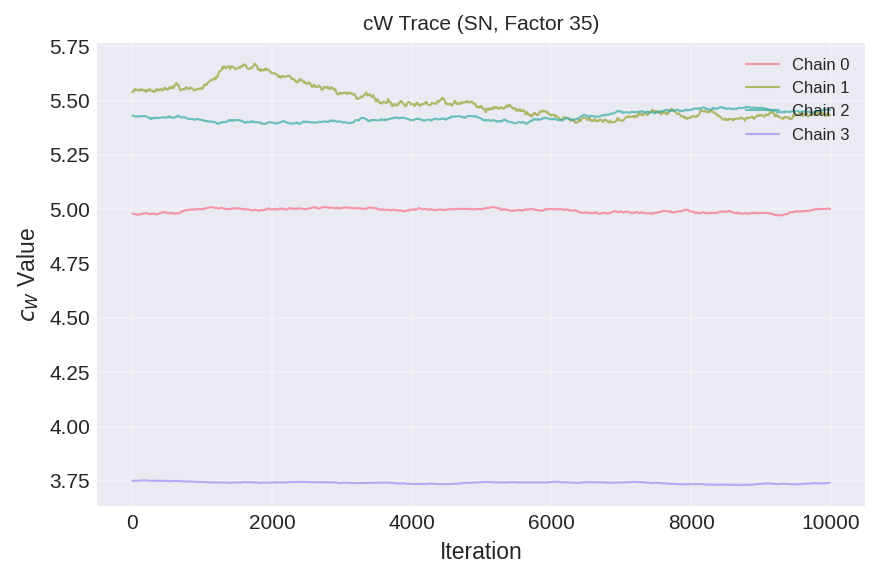 cW Trace (SN, Factor 35)
5.75
5.50
5.25
5.00
4.75
4.50
4.25
4.00
3.75
cW Value
0 2000 4000 6000 8000 10000
Iteration
Chain 0
Chain 1
Chain 2
Chain 3